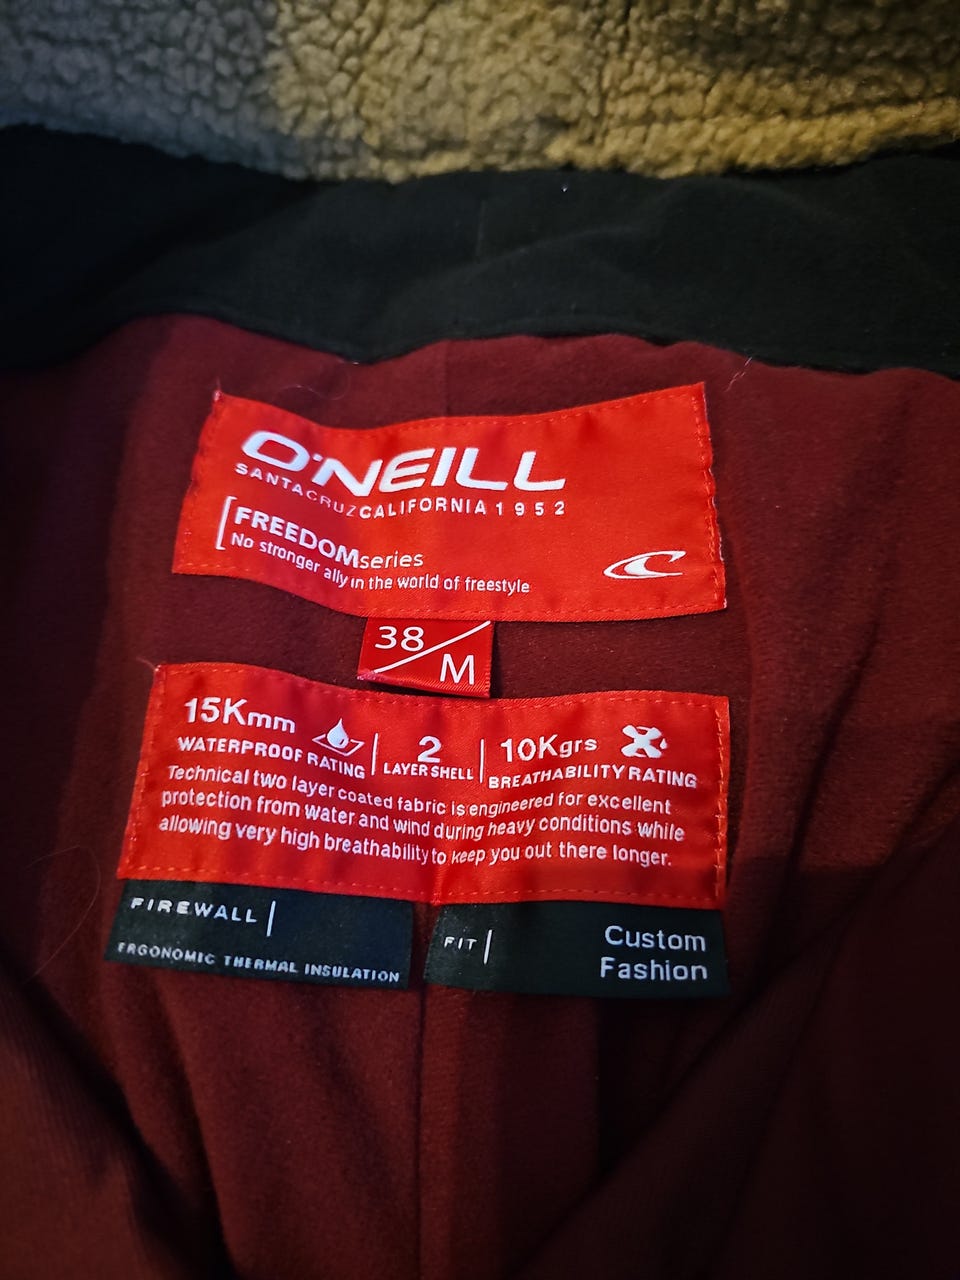 O'NEILL
SANTACRUZCALIFORNIA 1952
FREEDOMseries
No stronger ally in the world of freestyle
38/M
15Kmm
WATERPROOF RATING
2
LAYER SHELL
10Kgrs
BREATHABILITY RATING
Technical two layer coated fabric is engineered for excellent
protection from water and wind during heavy conditions while
allowing very high breathability to keep you out there longer.
FIREWALL
ERGONOMIC THERMAL INSULATION
FIT
Custom
Fashion